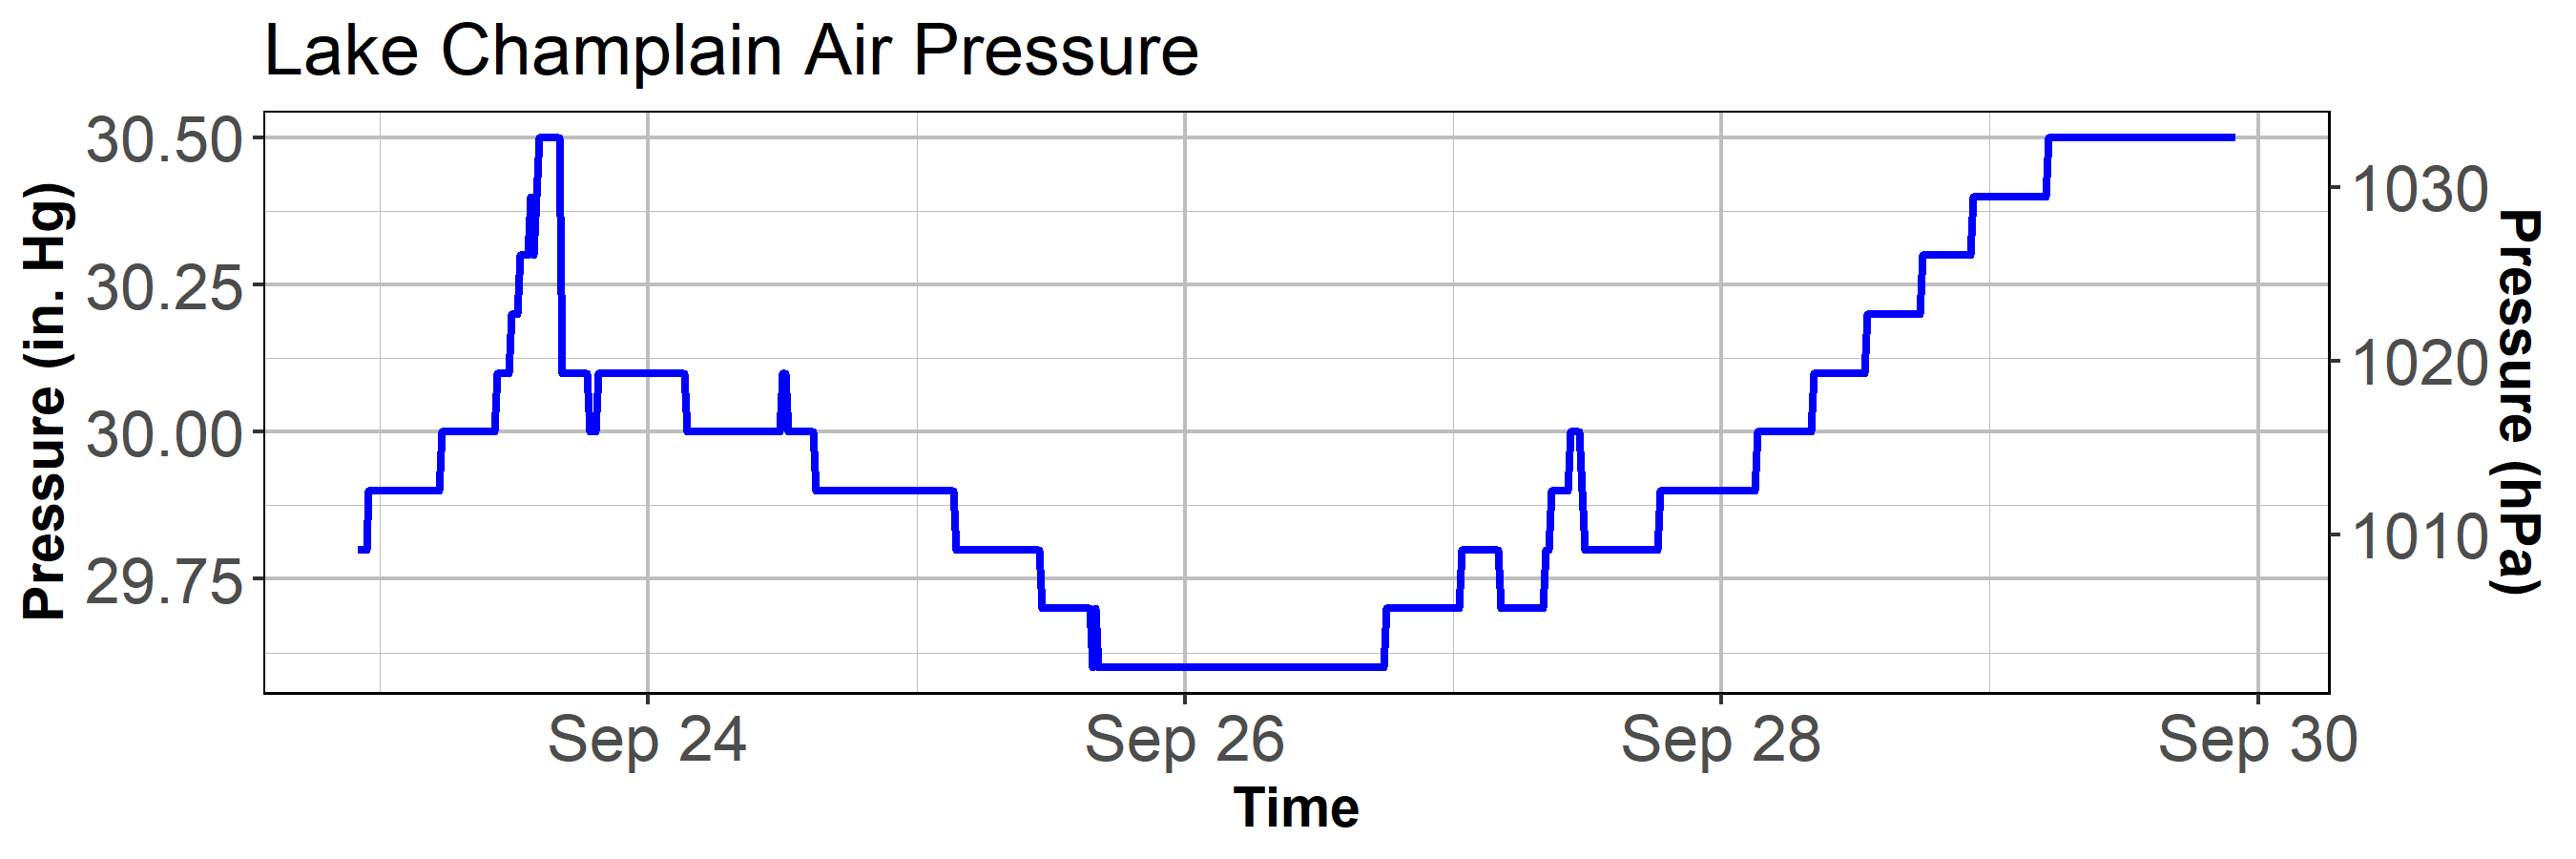 Lake Champlain Air Pressure
Pressure (in. Hg)
30.50
30.25
30.00
29.75
1030
1020
1010
Pressure (hPa)
Sep 24
Sep 26
Sep 28
Sep 30
Time